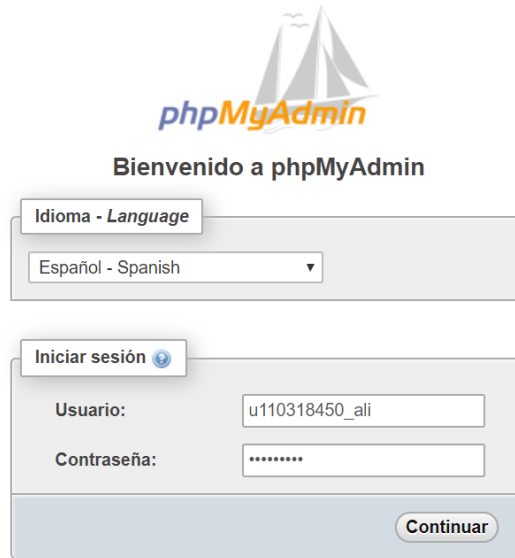 phpMyAdmin
Bienvenido a phpMyAdmin
Idioma - Language
Español - Spanish
Iniciar sesión
Usuario: u110318450_ali
Contraseña: •••••••••
Continuar